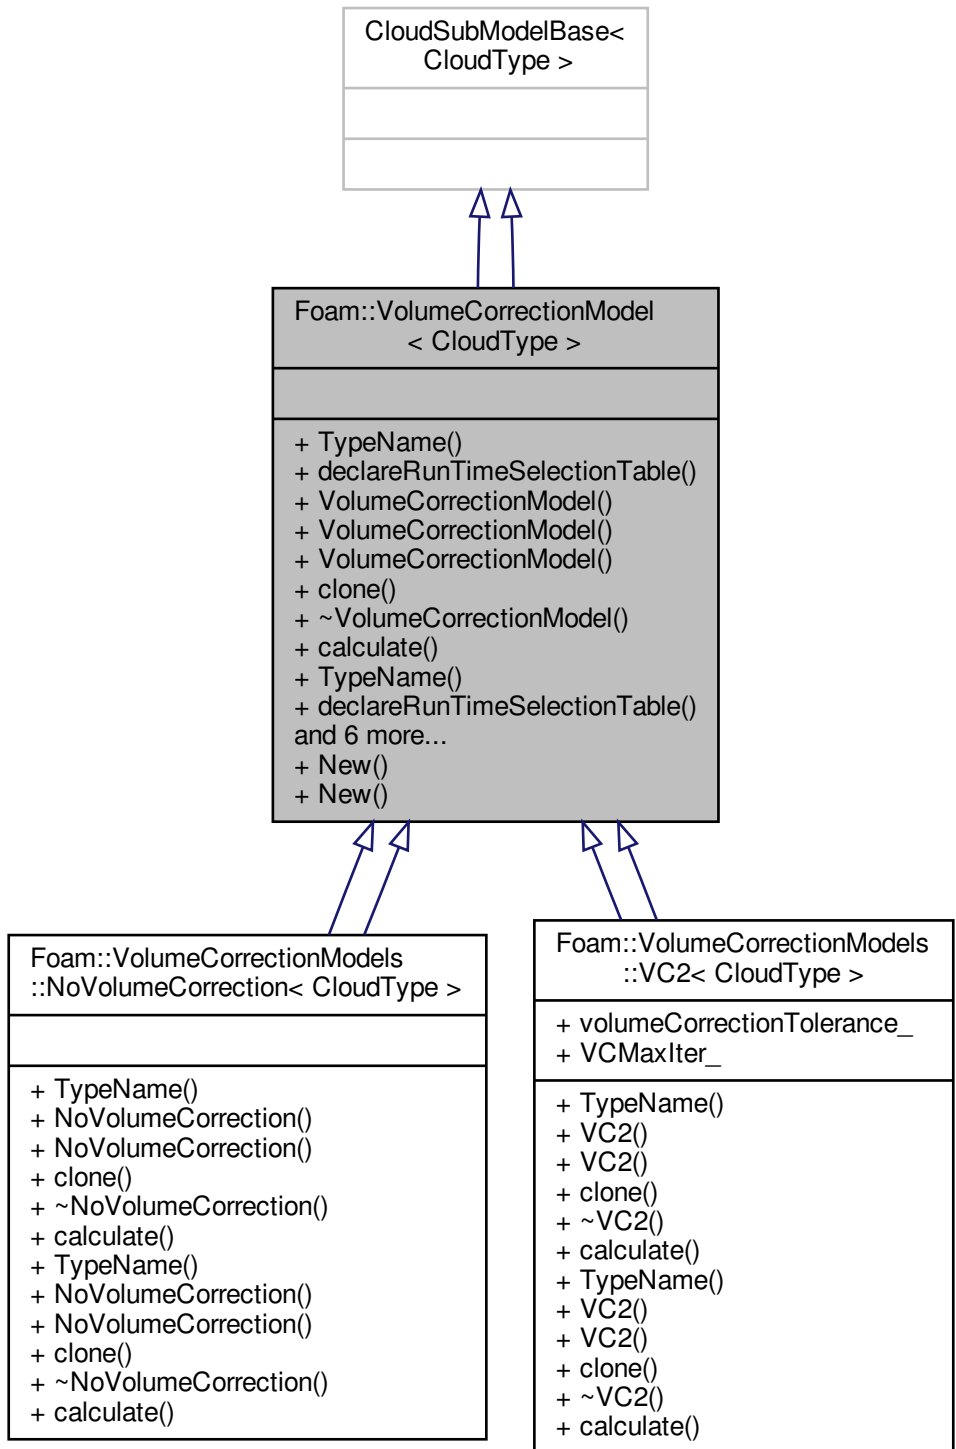 CloudSubModelBase<
CloudType >
Foam::VolumeCorrectionModel
< CloudType >
+ TypeName()
+ declareRunTimeSelectionTable()
+ VolumeCorrectionModel()
+ VolumeCorrectionModel()
+ VolumeCorrectionModel()
+ clone()
+ ~VolumeCorrectionModel()
+ calculate()
+ TypeName()
+ declareRunTimeSelectionTable()
and 6 more...
+ New()
+ New()
Foam::VolumeCorrectionModels
::NoVolumeCorrection< CloudType >
+ TypeName()
+ NoVolumeCorrection()
+ NoVolumeCorrection()
+ clone()
+ ~NoVolumeCorrection()
+ calculate()
+ TypeName()
+ NoVolumeCorrection()
+ NoVolumeCorrection()
+ clone()
+ ~NoVolumeCorrection()
+ calculate()
Foam::VolumeCorrectionModels
::VC2< CloudType >
+ volumeCorrectionTolerance_
+ VCMaxIter_
+ TypeName()
+ VC2()
+ VC2()
+ clone()
+ ~VC2()
+ calculate()
+ TypeName()
+ VC2()
+ VC2()
+ clone()
+ ~VC2()
+ calculate()